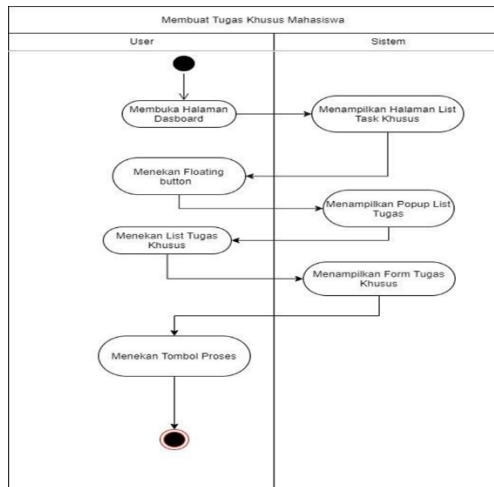 Membuat Tugas Khusus Mahasiswa
User
Sistem
Membuka Halaman
Dasboard
Menampilkan Halaman List
Task Khusus
Menekan Floating
button
Menampilkan Popup List
Tugas
Menekan List Tugas
Khusus
Menampilkan Form Tugas
Khusus
Menekan Tombol Proses